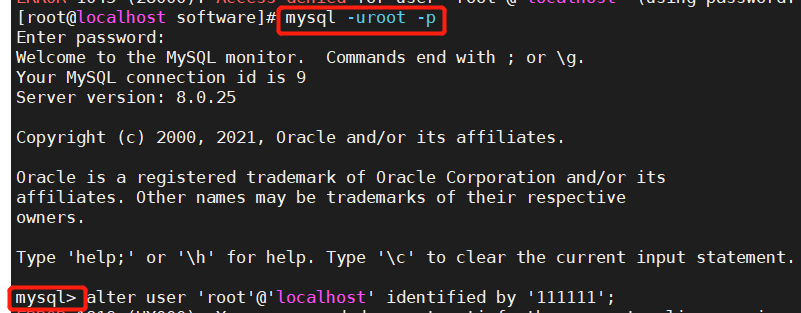 [root@localhost software]# mysql -uroot -p
Enter password:
Welcome to the MySQL monitor.  Commands end with ; or \g.
Your MySQL connection id is 9
Server version: 8.0.25
Copyright (c) 2000, 2021, Oracle and/or its affiliates.
Oracle is a registered trademark of Oracle Corporation and/or its
affiliates. Other names may be trademarks of their respective
owners.
Type 'help;' or '\h' for help. Type '\c' to clear the current input statement.
mysql> alter user 'root'@'localhost' identified by '111111';